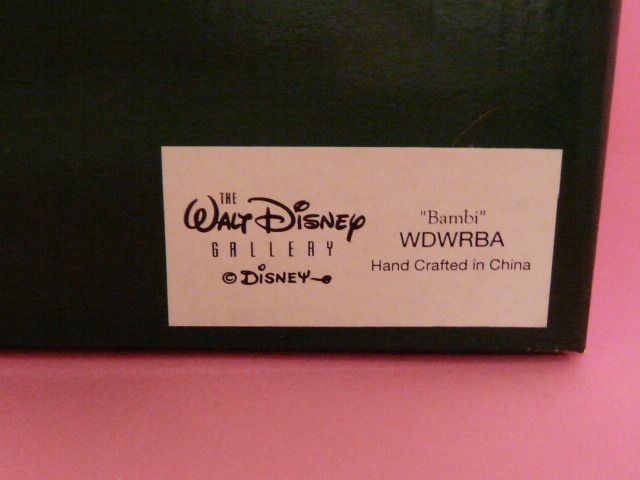 THE
WALT DISNEY
GALLERY
© DISNEY
"Bambi"
WDWRBA
Hand Crafted in China